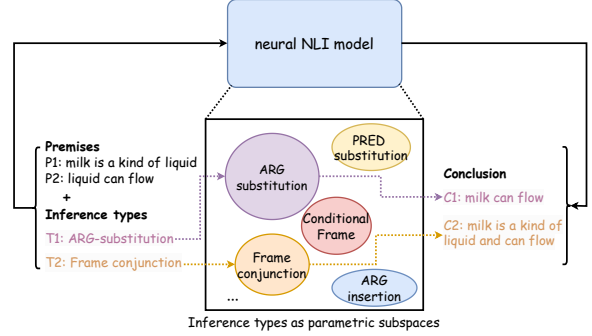 neural NLI model
Premises
P1: milk is a kind of liquid
P2: liquid can flow
+
Inference types
T1: ARG-substitution
T2: Frame conjunction
ARG
substitution
PRED
substitution
Conditional
Frame
Frame
conjunction
ARG
insertion
...
Conclusion
C1: milk can flow
C2: milk is a kind of
liquid and can flow
Inference types as parametric subspaces